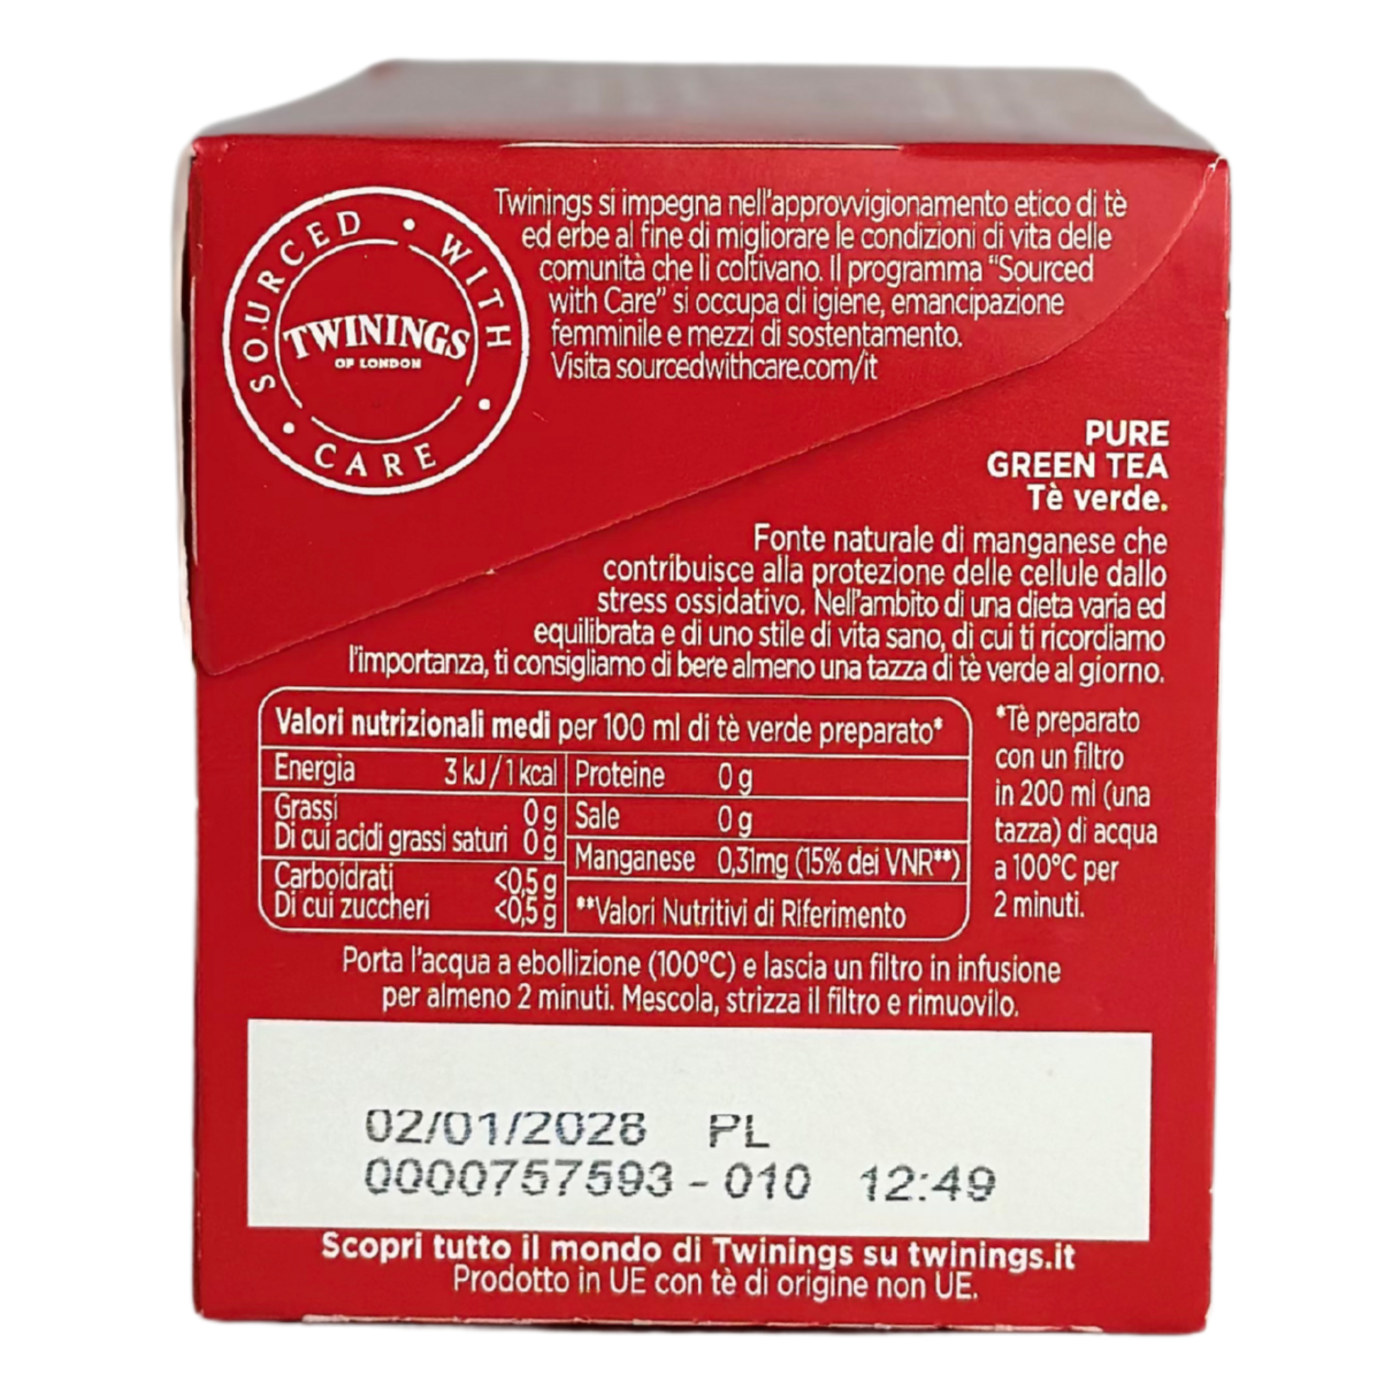 SOURCED • WITH • CARE •
TWININGS
OF LONDON
Twinings si impegna nell'approvvigionamento etico di tè
ed erbe al fine di migliorare le condizioni di vita delle
comunità che li coltivano. Il programma “Sourced
with Care” si occupa di igiene, emancipazione
femminile e mezzi di sostentamento.
Visita sourcedwithcare.com/it
PURE
GREEN TEA
Tè verde.
Fonte naturale di manganese che
contribuisce alla protezione delle cellule dallo
stress ossidativo. Nell'ambito di una dieta varia ed
equilibrata e di uno stile di vita sano, di cui ti ricordiamo
l'importanza, ti consigliamo di bere almeno una tazza di tè verde al giorno.
Valori nutrizionali medi per 100 ml di tè verde preparato*
Energia 3 kJ / 1 kcal
Grassi 0 g
Di cui acidi grassi saturi 0 g
Carboidrati <0,5 g
Di cui zuccheri <0,5 g
Proteine 0 g
Sale 0 g
Manganese 0,31mg (15% dei VNR**)
**Valori Nutritivi di Riferimento
*Tè preparato
con un filtro
in 200 ml (una
tazza) di acqua
a 100°C per
2 minuti.
Porta l'acqua a ebollizione (100°C) e lascia un filtro in infusione
per almeno 2 minuti. Mescola, strizza il filtro e rimuovilo.
02/01/2028 PL
0000757593-010 12:49
Scopri tutto il mondo di Twinings su twinings.it
Prodotto in UE con tè di origine non UE.